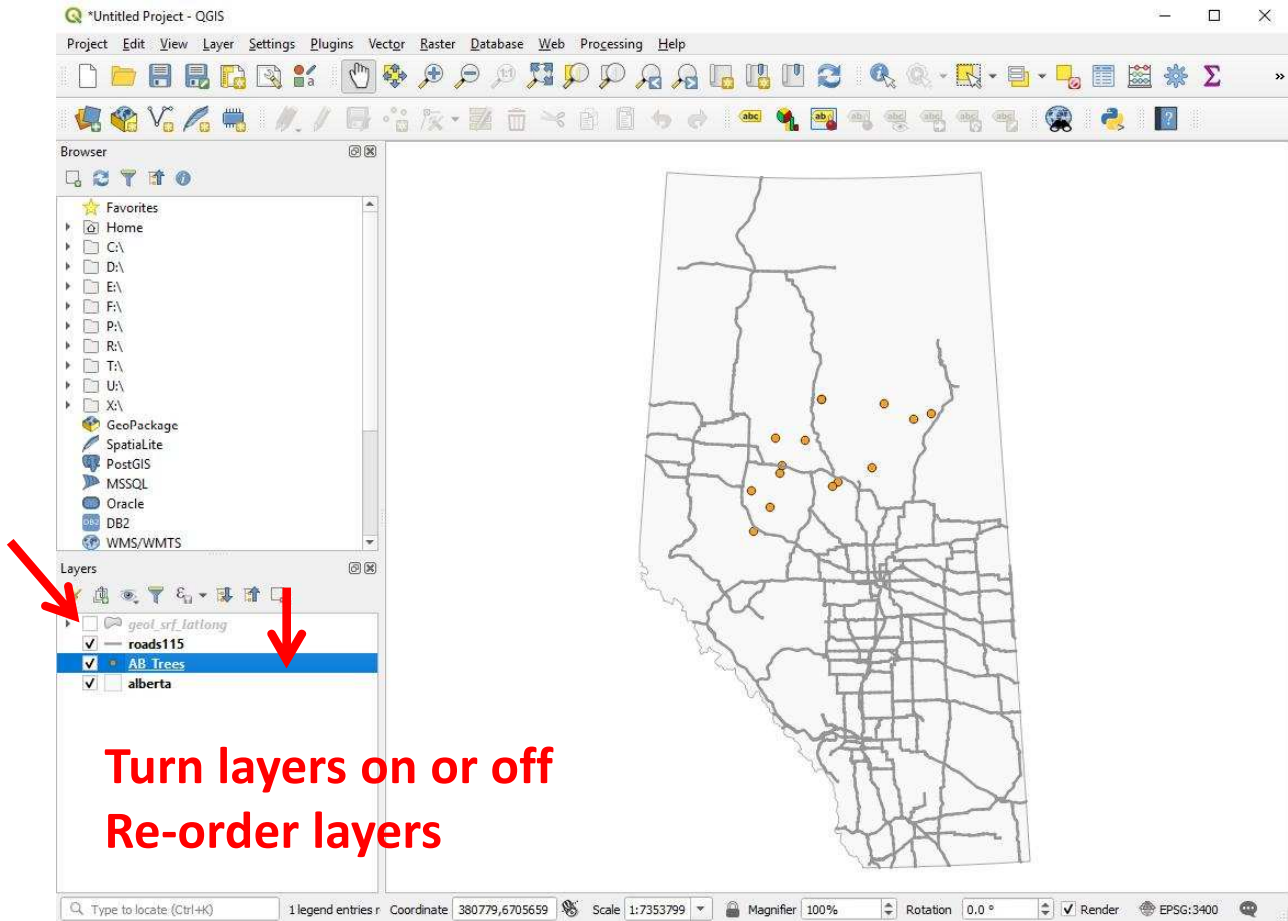 *Untitled Project - QGIS
Project Edit View Layer Settings Plugins Vector Raster Database Web Processing Help
Browser
Favorites
Home
C:\
D:\
E:\
F:\
P:\
R:\
T:\
U:\
X:\
GeoPackage
SpatiaLite
PostGIS
MSSQL
Oracle
DB2
WMS/WMTS
Layers
geol_srf_latlong
roads115
AB_Trees
alberta
Turn layers on or off
Re-order layers
Type to locate (Ctrl+K) 1 legend entries r Coordinate 380779,6705659 Scale 1:7353799 Magnifier 100% Rotation 0.0 ° Render EPSG:3400